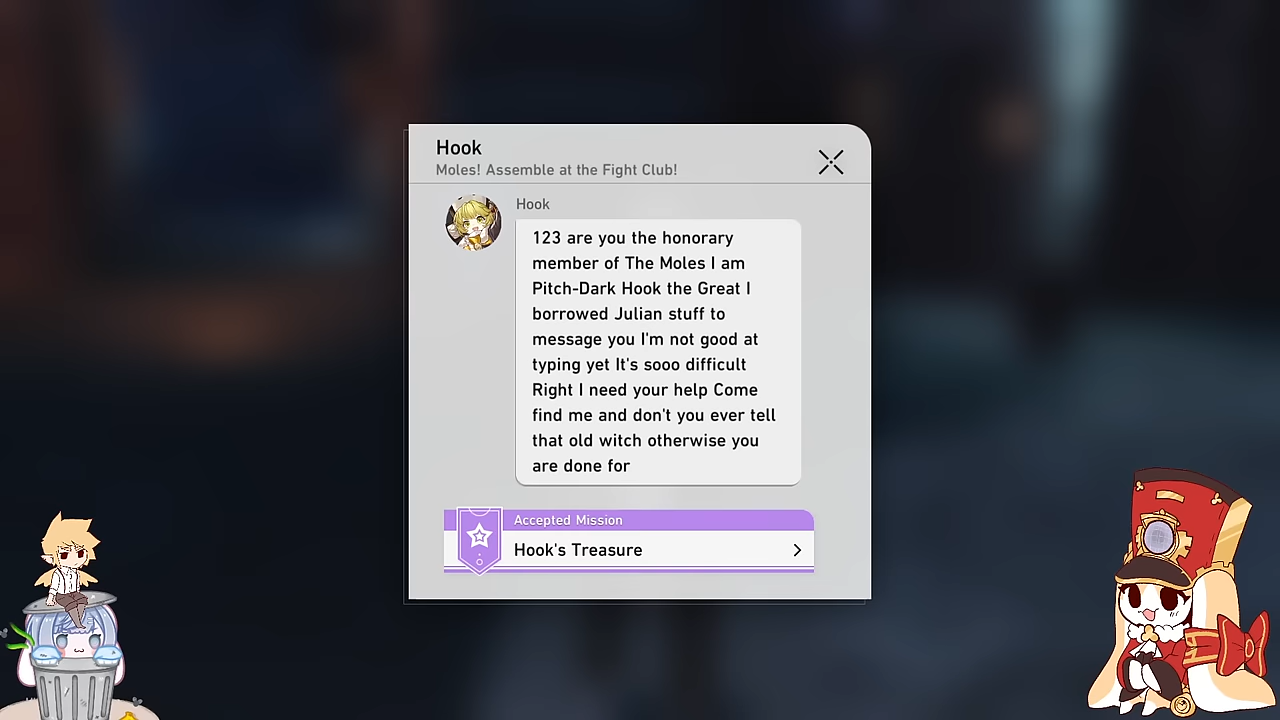 Hook
Moles! Assemble at the Fight Club!
Hook
123 are you the honorary
member of The Moles I am
Pitch-Dark Hook the Great I
borrowed Julian stuff to
message you I'm not good at
typing yet It's sooo difficult
Right I need your help Come
find me and don't you ever tell
that old witch otherwise you
are done for
Accepted Mission
Hook's Treasure